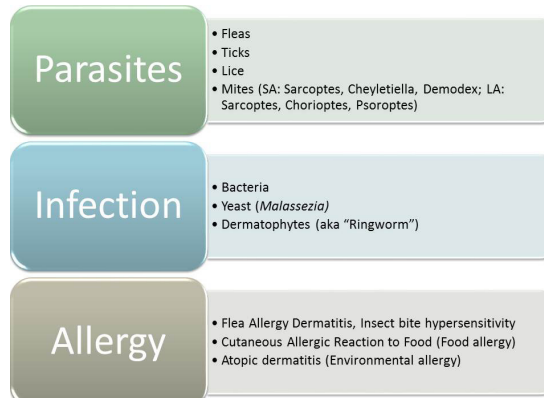 Parasites
• Fleas
• Ticks
• Lice
• Mites (SA: Sarcoptes, Cheyletiella, Demodex; LA:
Sarcoptes, Chorioptes, Psoroptes)
Infection
• Bacteria
• Yeast (Malassezia)
• Dermatophytes (aka “Ringworm”)
Allergy
• Flea Allergy Dermatitis, Insect bite hypersensitivity
• Cutaneous Allergic Reaction to Food (Food allergy)
• Atopic dermatitis (Environmental allergy)